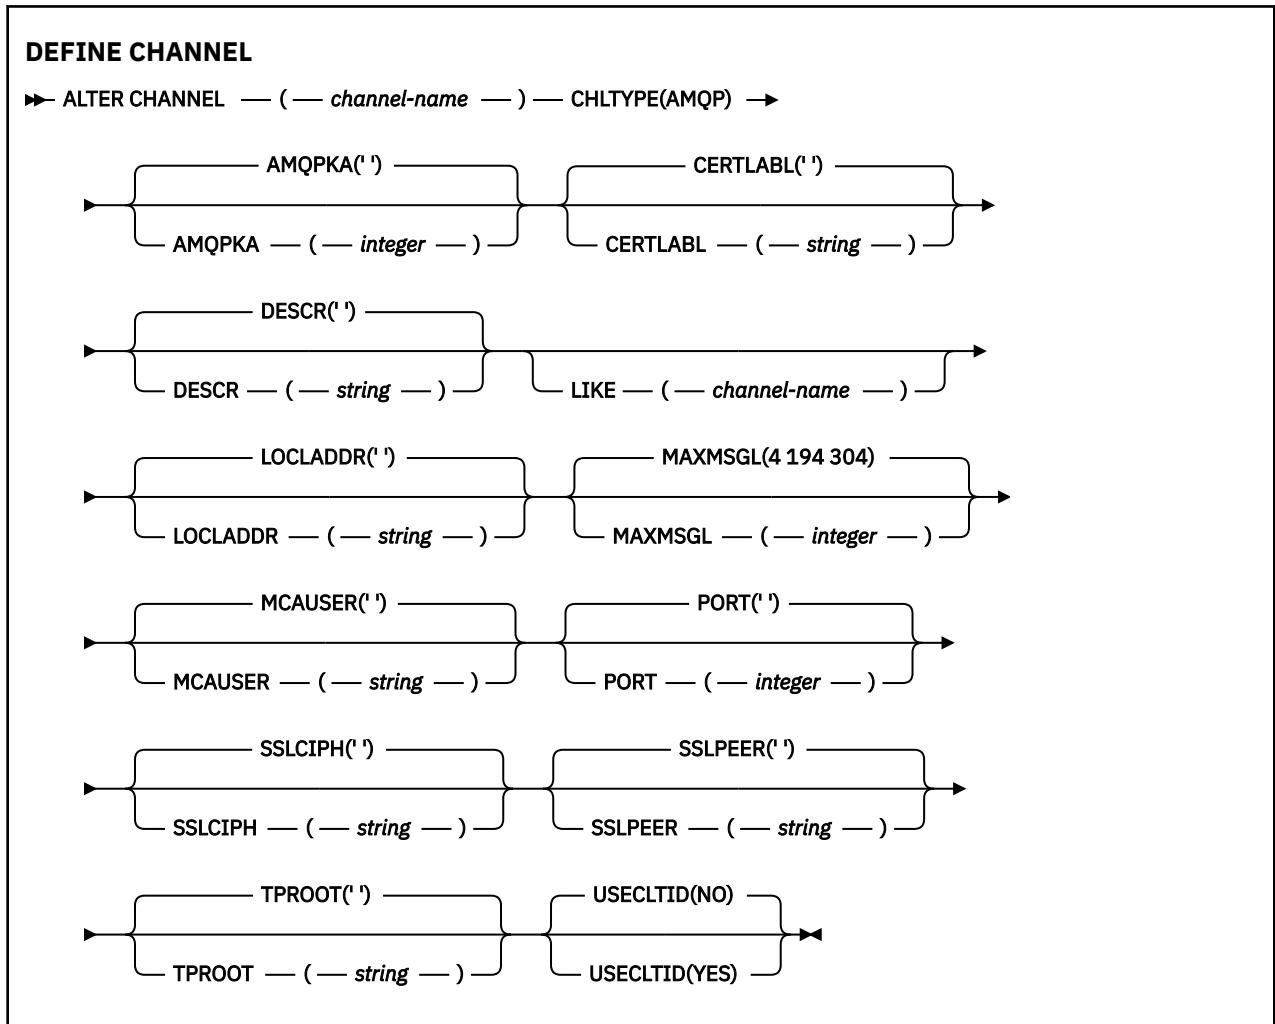 DEFINE CHANNEL
ALTER CHANNEL ( channel-name ) CHLTYPE(AMQP)
AMQPKA(' ') CERTLABL(' ')
AMQPKA ( integer ) CERTLABL ( string )
DESCR(' ')
DESCR ( string ) LIKE ( channel-name )
LOCLADDR(' ') MAXMSGL(4 194 304)
LOCLADDR ( string ) MAXMSGL ( integer )
MCAUSER(' ') PORT(' ')
MCAUSER ( string ) PORT ( integer )
SSLCIPH(' ') SSLPEER(' ')
SSLCIPH ( string ) SSLPEER ( string )
TPROOT(' ') USECLTID(NO)
TPROOT ( string ) USECLTID(YES)